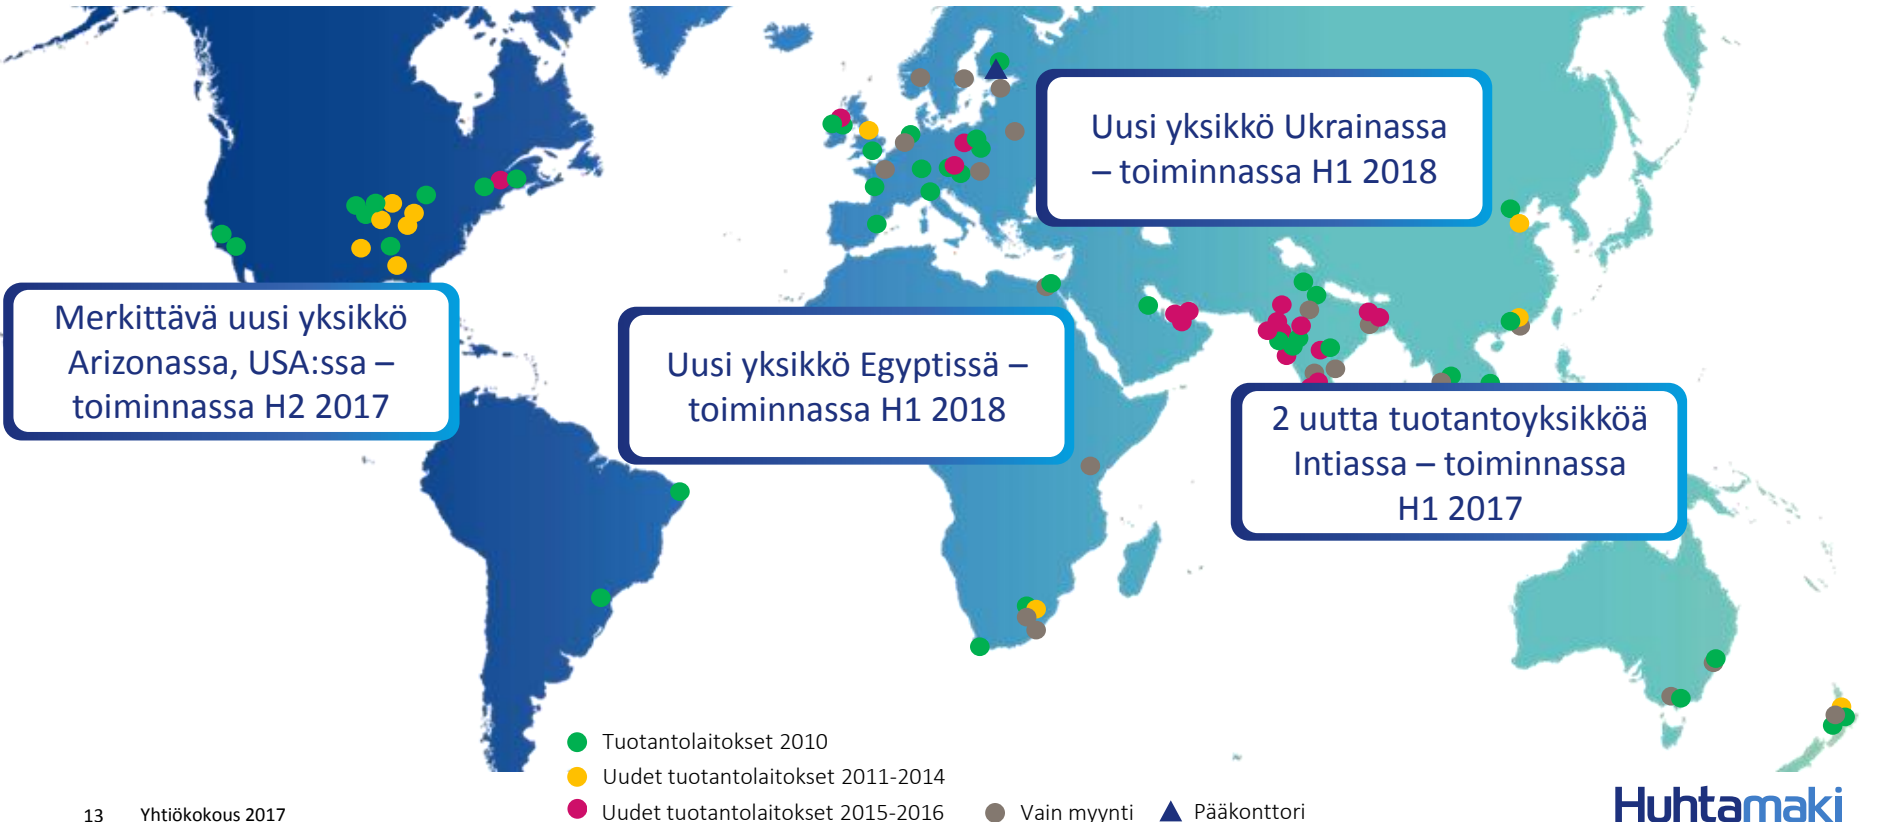 Uusi yksikkö Ukrainassa
– toiminnassa H1 2018
Merkittävä uusi yksikkö
Arizonassa, USA:ssa –
toiminnassa H2 2017
Uusi yksikkö Egyptissä –
toiminnassa H1 2018
2 uutta tuotantoyksikköä
Intiassa – toiminnassa
H1 2017
Tuotantolaitokset 2010
Uudet tuotantolaitokset 2011-2014
Uudet tuotantolaitokset 2015-2016
Vain myynti
Pääkonttori
13 Yhtiökokous 2017
Huhtamaki